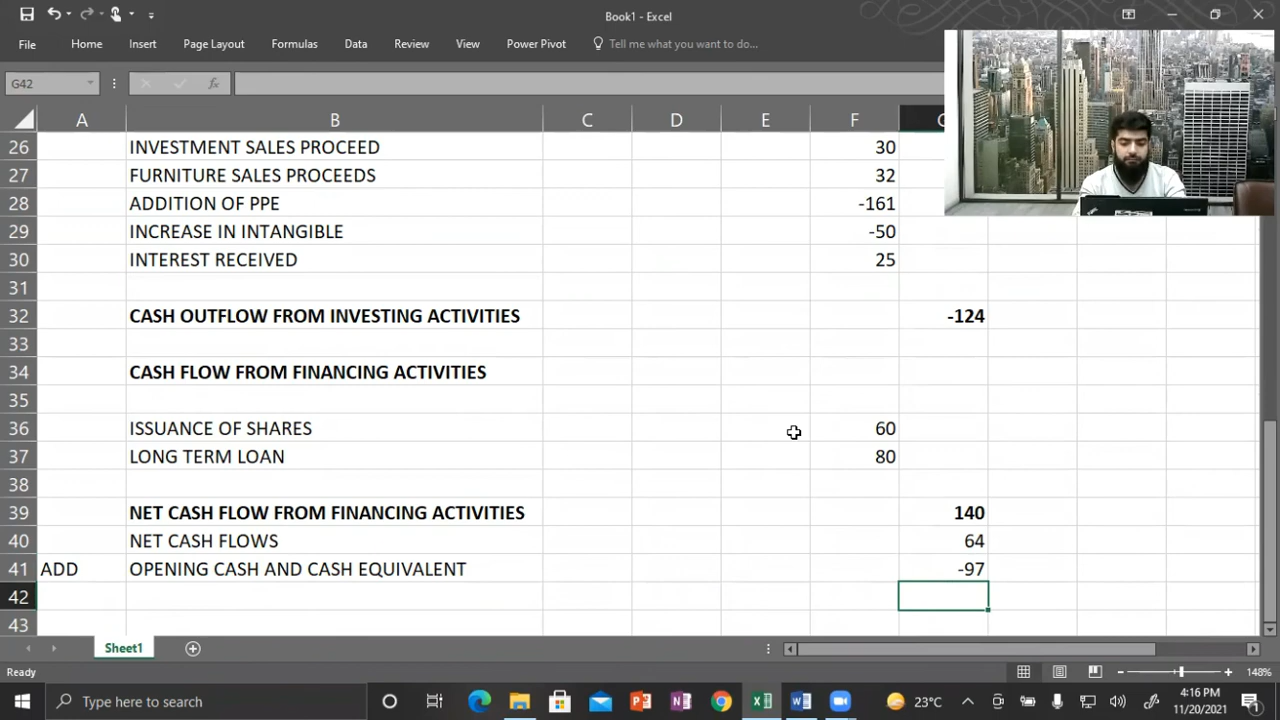 Book1 - Excel
File Home Insert Page Layout Formulas Data Review View Power Pivot Tell me what you want to do...
G42 fx
A B C D E F
26 INVESTMENT SALES PROCEED 30
27 FURNITURE SALES PROCEEDS 32
28 ADDITION OF PPE -161
29 INCREASE IN INTANGIBLE -50
30 INTEREST RECEIVED 25
31
32 CASH OUTFLOW FROM INVESTING ACTIVITIES -124
33
34 CASH FLOW FROM FINANCING ACTIVITIES
35
36 ISSUANCE OF SHARES 60
37 LONG TERM LOAN 80
38
39 NET CASH FLOW FROM FINANCING ACTIVITIES 140
40 NET CASH FLOWS 64
41 ADD OPENING CASH AND CASH EQUIVALENT -97
42
43
Sheet1
Ready 148%
Type here to search 23°C 4:16 PM
11/20/2021